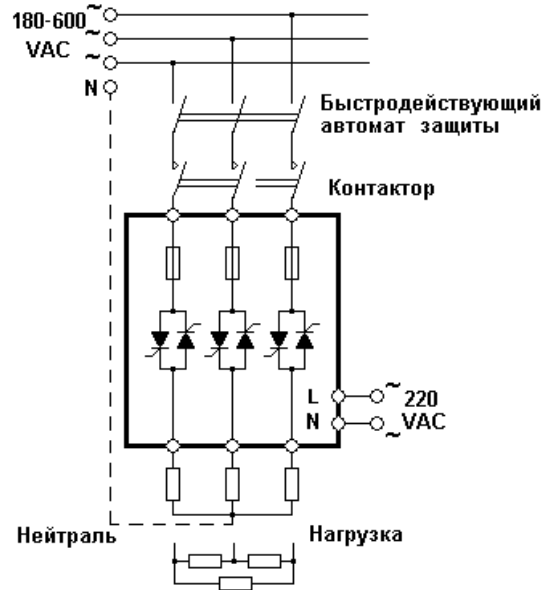 180-600 ~
~
VAC ~
N
Быстродействующий
автомат защиты
Контактор
L ~ 220
N ~ VAC
Нейтраль
Нагрузка